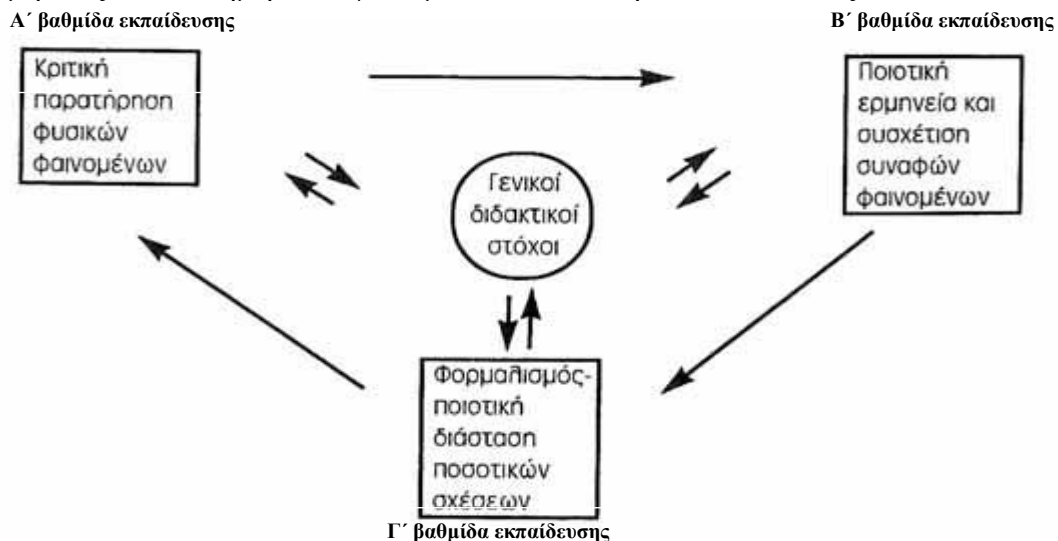 Α΄ βαθμίδα εκπαίδευσης
Β΄ βαθμίδα εκπαίδευσης
Κριτική
παρατήρηση
φυσικών
φαινομένων
Ποιοτική
ερμηνεία και
συσχέτιση
συναφών
φαινομένων
Γενικοί
διδακτικοί
στόχοι
Φορμαλισμός-
ποιοτική
διάσταση
ποσοτικών
σχέσεων
Γ΄ βαθμίδα εκπαίδευσης